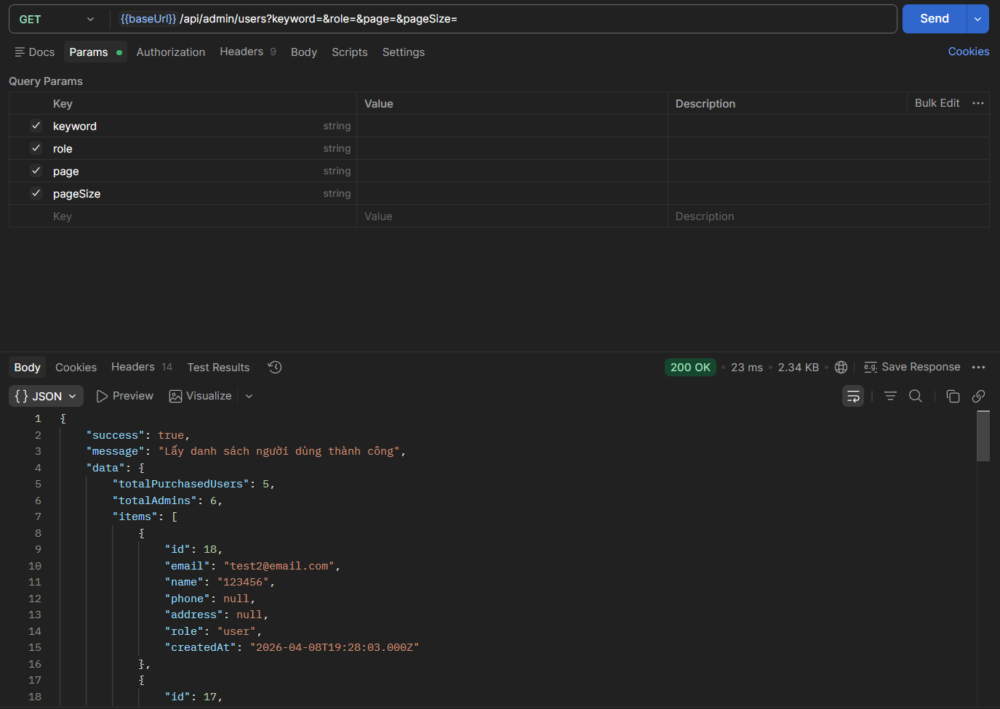 GET {{baseUrl}} /api/admin/users?keyword=&role=&page=&pageSize= Send
Docs Params Authorization Headers 9 Body Scripts Settings Cookies
Query Params
Key Value Description Bulk Edit
keyword string
role string
page string
pageSize string
Key Value Description
Body Cookies Headers 14 Test Results 200 OK 23 ms 2.34 KB e.g. Save Response
{} JSON Preview Visualize
1 {
2 "success": true,
3 "message": "Lấy danh sách người dùng thành công",
4 "data": {
5 "totalPurchasedUsers": 5,
6 "totalAdmins": 6,
7 "items": [
8 {
9 "id": 18,
10 "email": "test2@email.com",
11 "name": "123456",
12 "phone": null,
13 "address": null,
14 "role": "user",
15 "createdAt": "2026-04-08T19:28:03.000Z"
16 },
17 {
18 "id": 17,